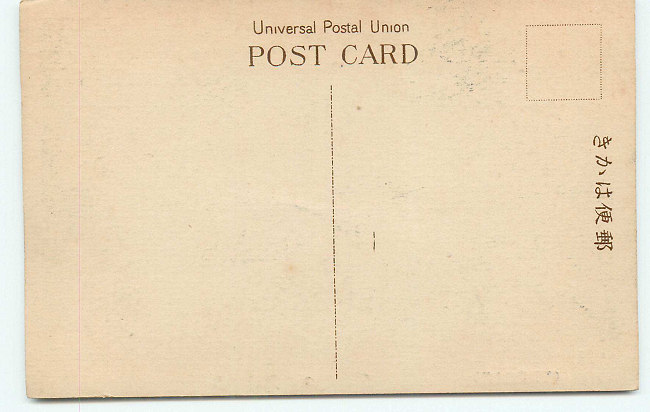 Universal Postal Union
POST CARD
きかは便郵